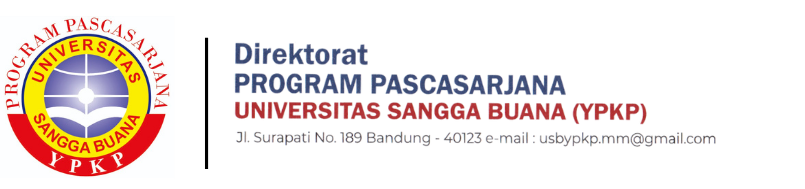 PROGRAM PASCASARJANA
UNIVERSITAS
SANGGA BUANA
YPKP
Direktorat
PROGRAM PASCASARJANA
UNIVERSITAS SANGGA BUANA (YPKP)
Jl. Surapati No. 189 Bandung - 40123 e-mail : usbypkp.mm@gmail.com